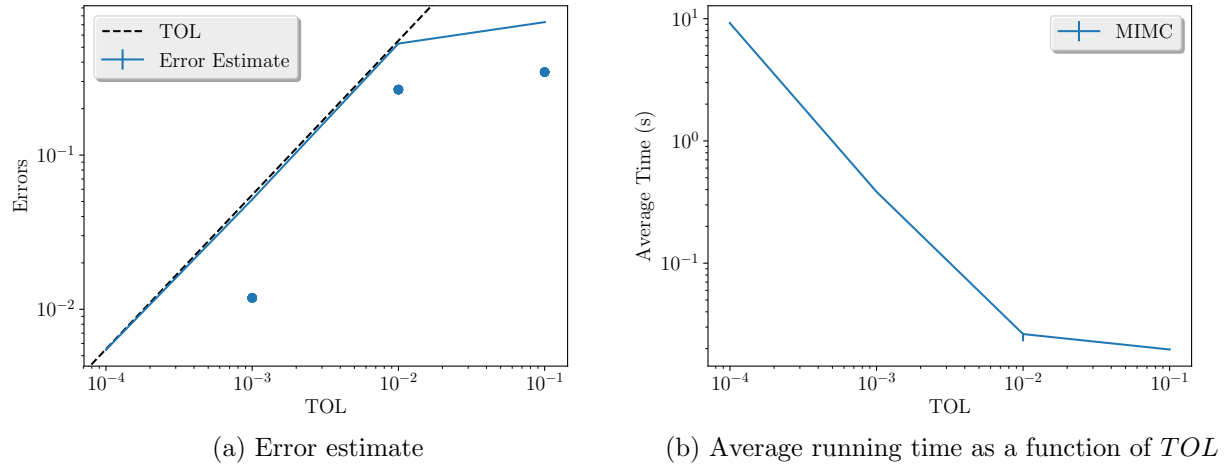 TOL
Error Estimate
Errors
10^{-1}
10^{-2}
10^{-4}
10^{-3}
10^{-2}
10^{-1}
TOL
(a) Error estimate
MIMC
Average Time (s)
10^{1}
10^{0}
10^{-1}
10^{-4}
10^{-3}
10^{-2}
10^{-1}
TOL
(b) Average running time as a function of TOL